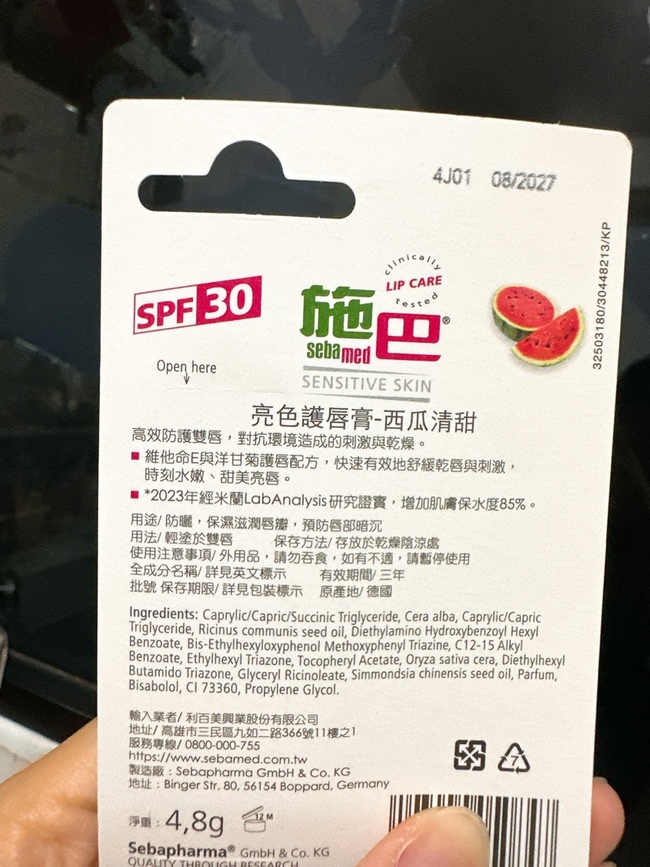 4J01 08/2027
32503180/30448213/KP
SPF 30
clinically
LIP CARE
tested
施巴®
sebamed
SENSITIVE SKIN
Open here
亮色護唇膏-西瓜清甜
高效防護雙唇，對抗環境造成的刺激與乾燥。
維他命E與洋甘菊護唇配方，快速有效地舒緩乾唇與刺激，
時刻水嫩、甜美亮唇。
*2023年經米蘭LabAnalysis研究證實，增加肌膚保水度85%。
用途/ 防曬，保濕滋潤唇瓣，預防唇部暗沉
用法/ 輕塗於雙唇 保存方法/ 存放於乾燥陰涼處
使用注意事項/ 外用品，請勿吞食，如有不適，請暫停使用
全成分名稱/ 詳見英文標示 有效期間/ 三年
批號 保存期限/ 詳見包裝標示 原產地/ 德國
Ingredients: Caprylic/Capric/Succinic Triglyceride, Cera alba, Caprylic/Capric
Triglyceride, Ricinus communis seed oil, Diethylamino Hydroxybenzoyl Hexyl
Benzoate, Bis-Ethylhexyloxyphenol Methoxyphenyl Triazine, C12-15 Alkyl
Benzoate, Ethylhexyl Triazone, Tocopheryl Acetate, Oryza sativa cera, Diethylhexyl
Butamido Triazone, Glyceryl Ricinoleate, Simmondsia chinensis seed oil, Parfum,
Bisabolol, CI 73360, Propylene Glycol.
輸入業者/ 利百美興業股份有限公司
地址/ 高雄市三民區九如二路366號11樓之1
服務專線/ 0800-000-755
https://www.sebamed.com.tw
製造廠：Sebapharma GmbH & Co. KG
地址：Binger Str. 80, 56154 Boppard, Germany
7
淨重：4,8g
12 M
Sebapharma® GmbH & Co. KG
QUALITY THROUGH RESEARCH